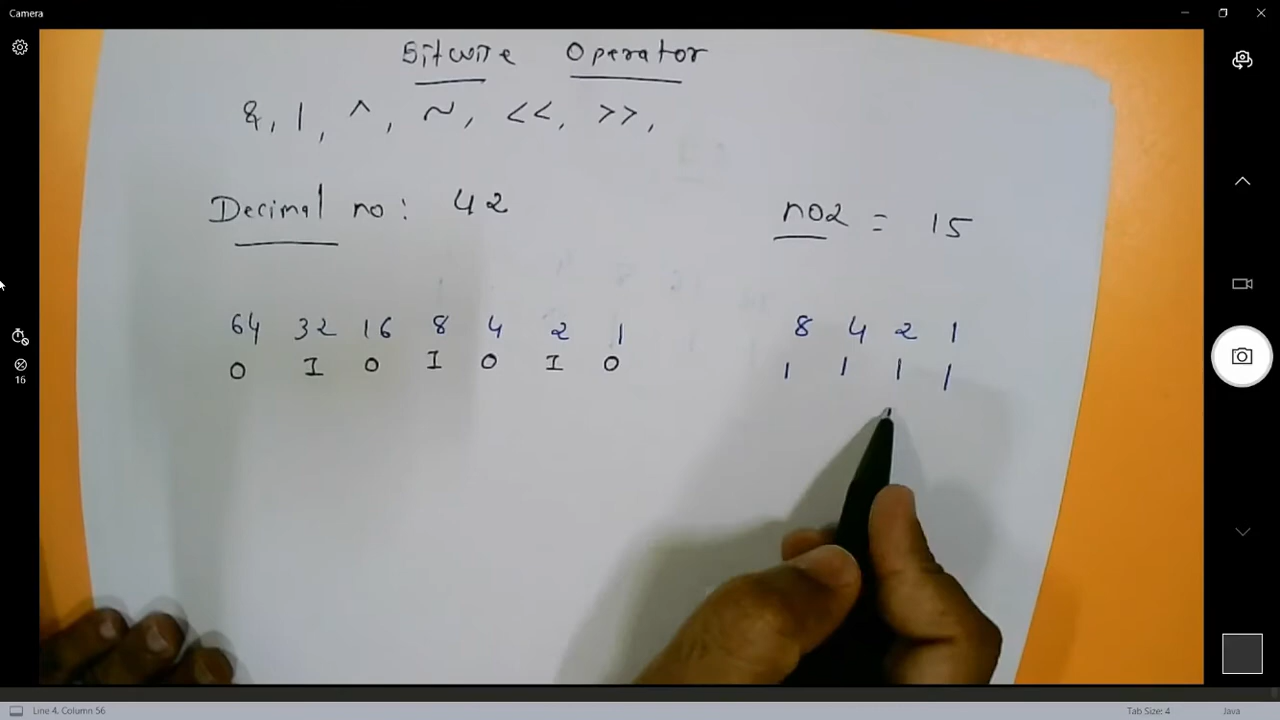 Camera
Bitwise Operator
&, |, ^, ~, <<, >>,
Decimal no: 42
no2 = 15
64 32 16 8 4 2 1
0 1 0 1 0 1 0
8 4 2 1
1 1 1 1
16
Line 4, Column 56
Tab Size: 4
Java